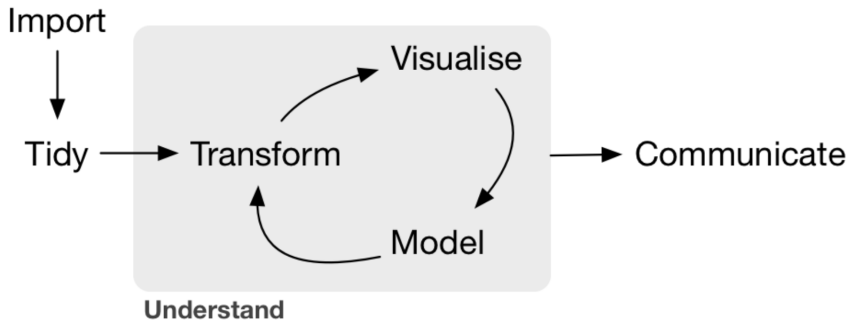 Import
Visualise
Tidy
Transform
Communicate
Model
Understand